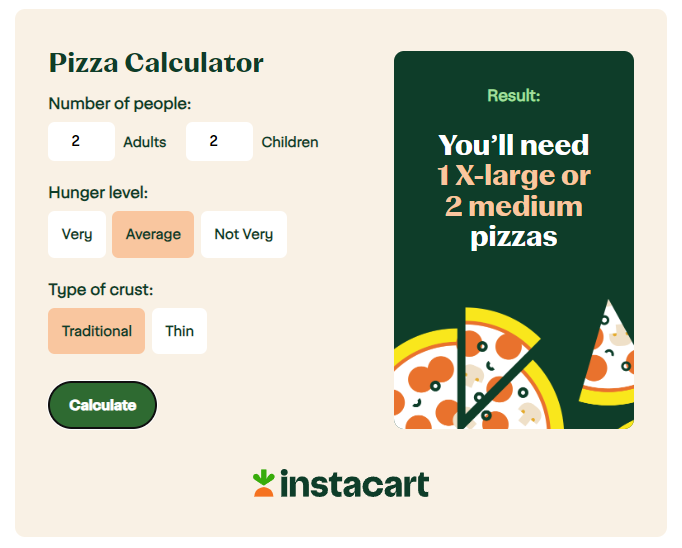 Pizza Calculator
Number of people:
2 Adults 2 Children
Hunger level:
Very Average Not Very
Type of crust:
Traditional Thin
Calculate
Result:
You’ll need
1 X-large or
2 medium
pizzas
instacart